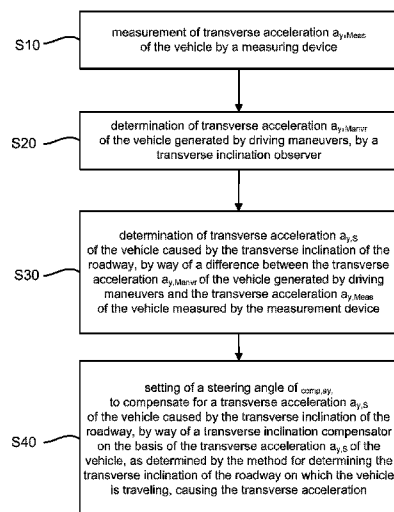 S10
measurement of transverse acceleration ay,Meas
of the vehicle by a measuring device
S20
determination of transverse acceleration ay,Manvr
of the vehicle generated by driving maneuvers, by a
transverse inclination observer
S30
determination of transverse acceleration ay,S
of the vehicle caused by the transverse inclination of the
roadway, by way of a difference between the transverse
acceleration ay,Manvr of the vehicle generated by driving
maneuvers and the transverse acceleration ay,Meas
of the vehicle measured by the measurement device
S40
setting of a steering angle of comp,ay,
to compensate for a transverse acceleration ay,S
of the vehicle caused by the transverse inclination of the
roadway, by way of a transverse inclination compensator
on the basis of the transverse acceleration ay,S of the
vehicle, as determined by the method for determining the
transverse inclination of the roadway on which the vehicle
is traveling, causing the transverse acceleration